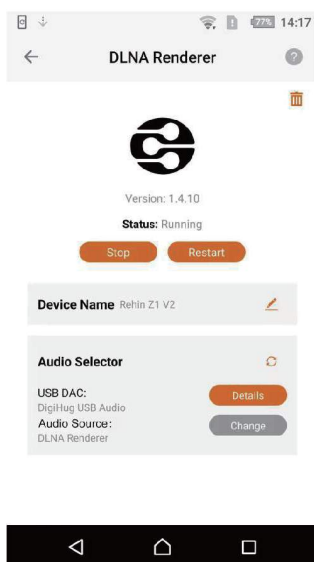 77% 14:17
DLNA Renderer
?
Version: 1.4.10
Status: Running
Stop Restart
Device Name Rehin Z1 V2
Audio Selector
USB DAC:
DigiHug USB Audio
Details
Audio Source:
DLNA Renderer
Change